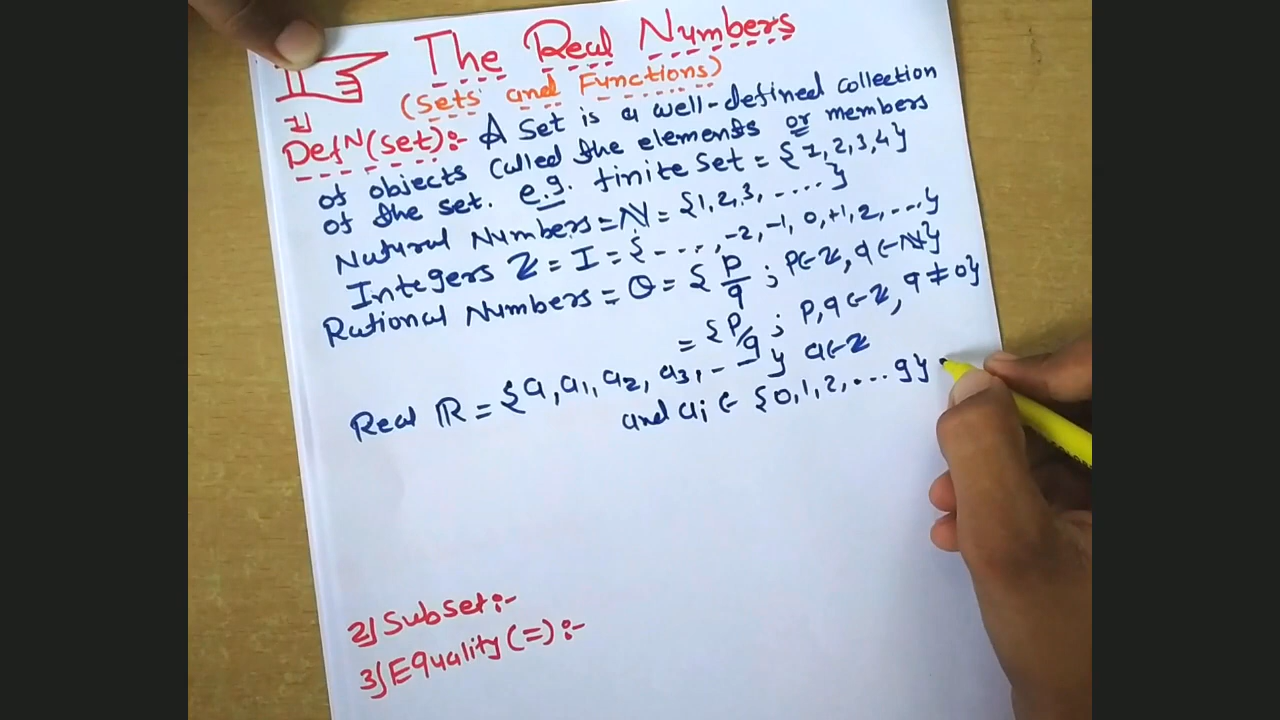 The Real Numbers
(Sets and Functions)
1)
Defᴺ(Set):- A Set is a well-defined collection
of objects called the elements or members
of the set. e.g. finite Set = {1,2,3,4}
Natural Numbers = N = {1,2,3, .....}
Integers Z = I = {...., -2, -1, 0, +1, 2, ....}
Rational Numbers = Q = {p/q ; p∈Z, q∈N}
= {p/q ; p,q∈Z, q≠0}
Real ℝ = {a, a₁, a₂, a₃, - - } a∈Z
and aᵢ ∈ {0,1,2, ... 9}
2) Subset:-
3) Equality(=):-